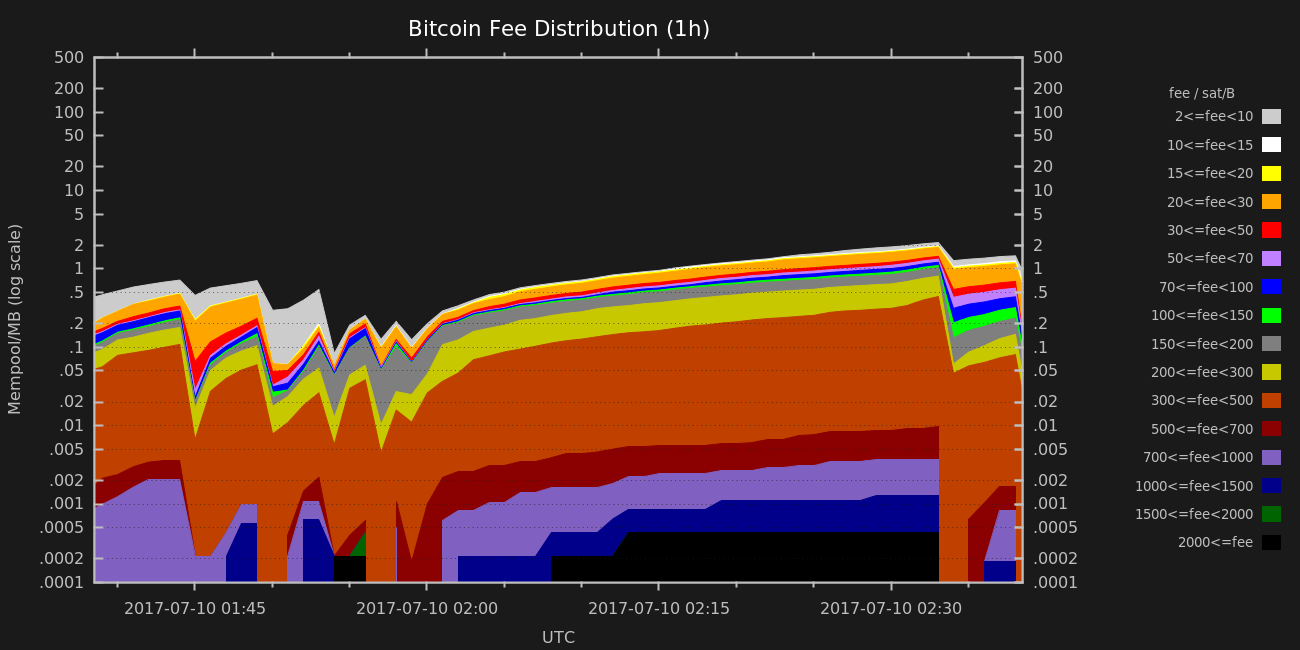 Bitcoin Fee Distribution (1h)
500
200
100
50
20
10
5
2
1
.5
.2
.1
.05
.02
.01
.005
.002
.001
.0005
.0002
.0001
Mempool/MB (log scale)
500
200
100
50
20
10
5
2
1
.5
.2
.1
.05
.02
.01
.005
.002
.001
.0005
.0002
.0001
2017-07-10 01:45
2017-07-10 02:00
2017-07-10 02:15
2017-07-10 02:30
UTC
fee / sat/B
2<=fee<10
10<=fee<15
15<=fee<20
20<=fee<30
30<=fee<50
50<=fee<70
70<=fee<100
100<=fee<150
150<=fee<200
200<=fee<300
300<=fee<500
500<=fee<700
700<=fee<1000
1000<=fee<1500
1500<=fee<2000
2000<=fee